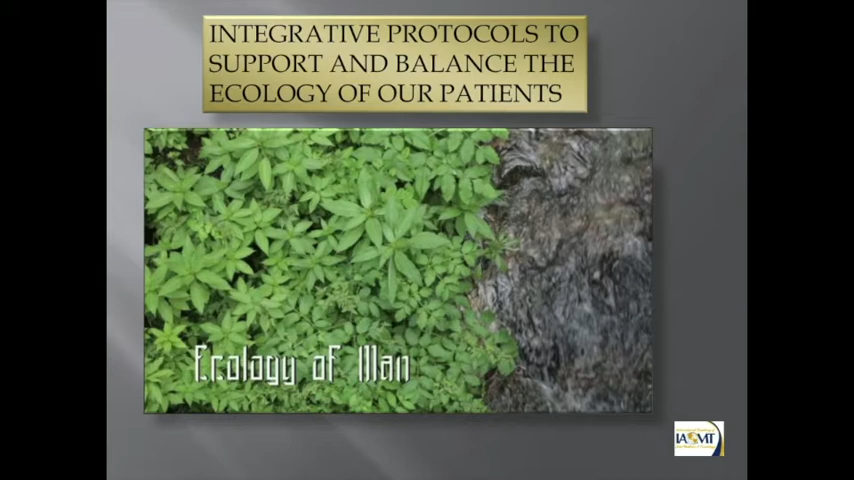 INTEGRATIVE PROTOCOLS TO
SUPPORT AND BALANCE THE
ECOLOGY OF OUR PATIENTS
Ecology of Man
IAOMT